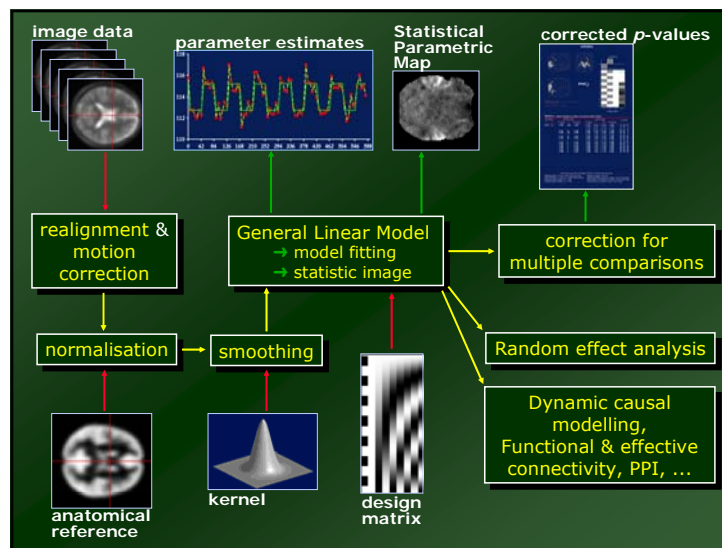 image data
parameter estimates
Statistical
Parametric
Map
corrected p-values
realignment &
motion
correction
General Linear Model
→ model fitting
→ statistic image
correction for
multiple comparisons
normalisation
smoothing
Random effect analysis
Dynamic causal
modelling,
Functional & effective
connectivity, PPI, ...
anatomical
reference
kernel
design
matrix